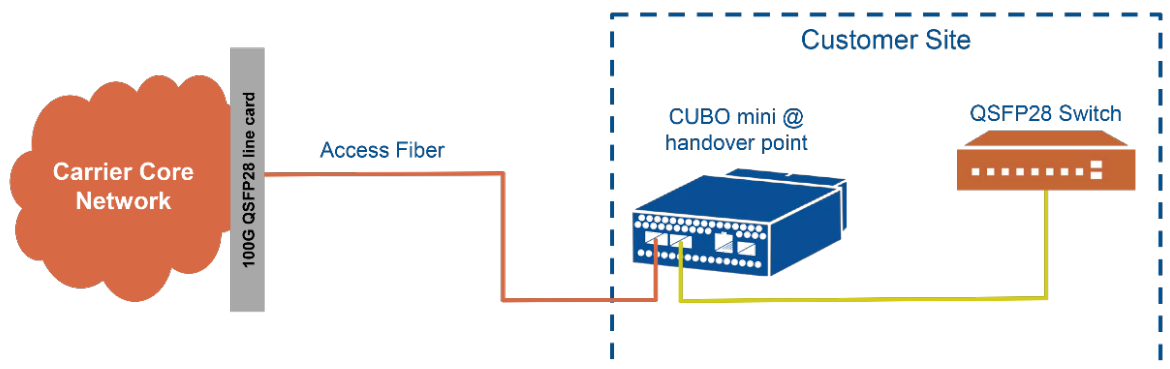 Customer Site
Carrier Core
Network
100G QSFP28 line card
Access Fiber
CUBO mini @
handover point
QSFP28 Switch